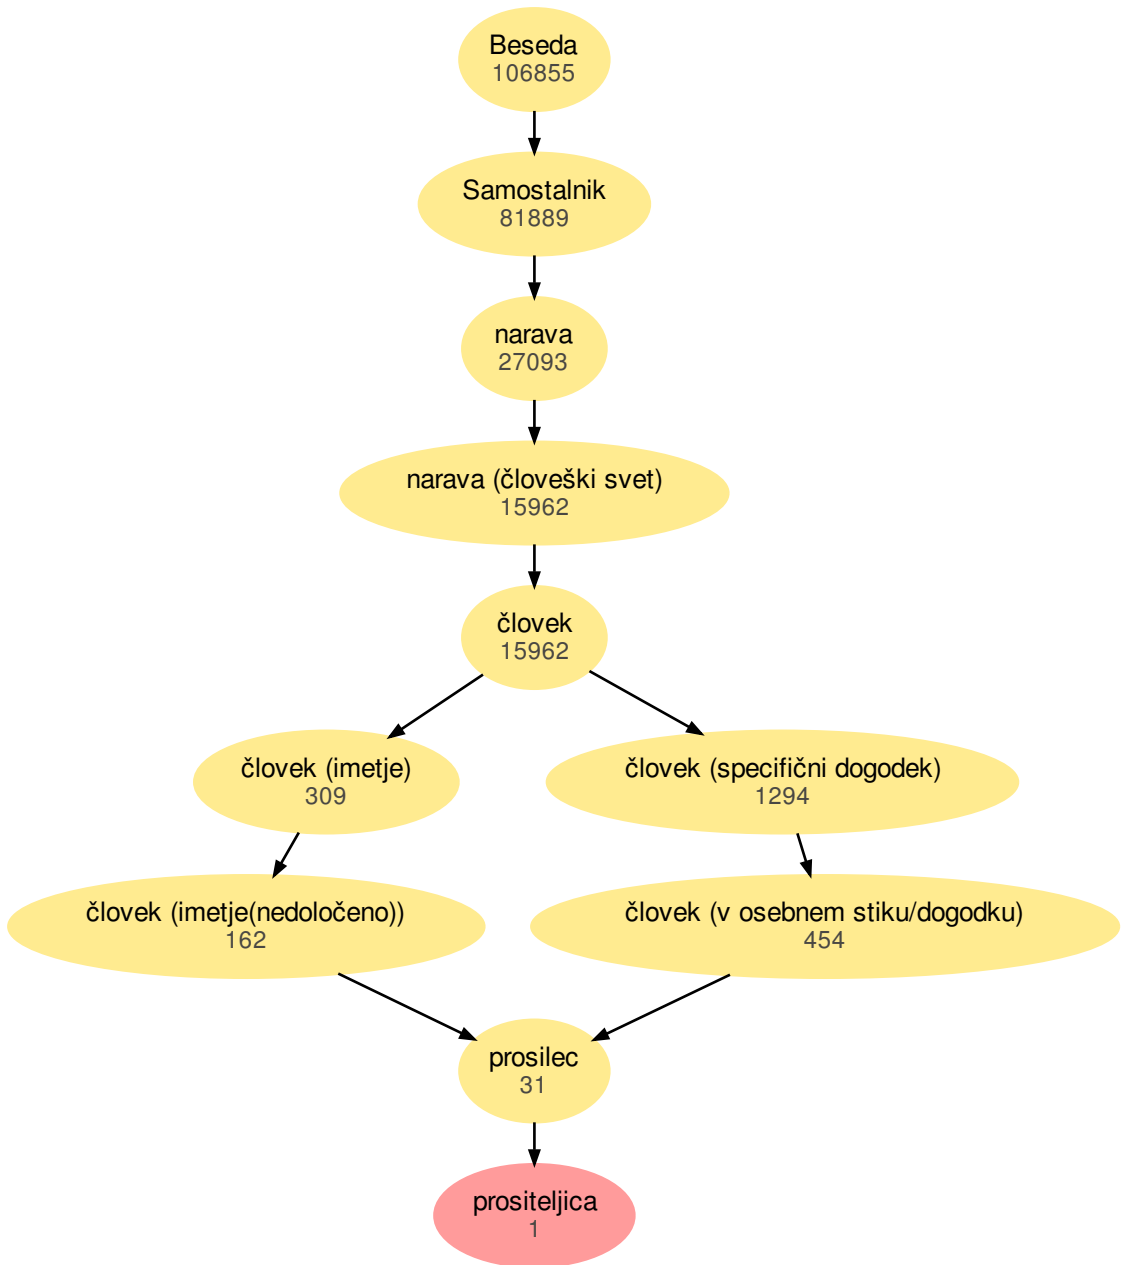 Beseda
106855
Samostalnik
81889
narava
27093
narava (človeški svet)
15962
človek
15962
človek (imetje)
309
človek (specifični dogodek)
1294
človek (imetje(nedoločeno))
162
človek (v osebnem stiku/dogodku)
454
prosilec
31
prositeljica
1